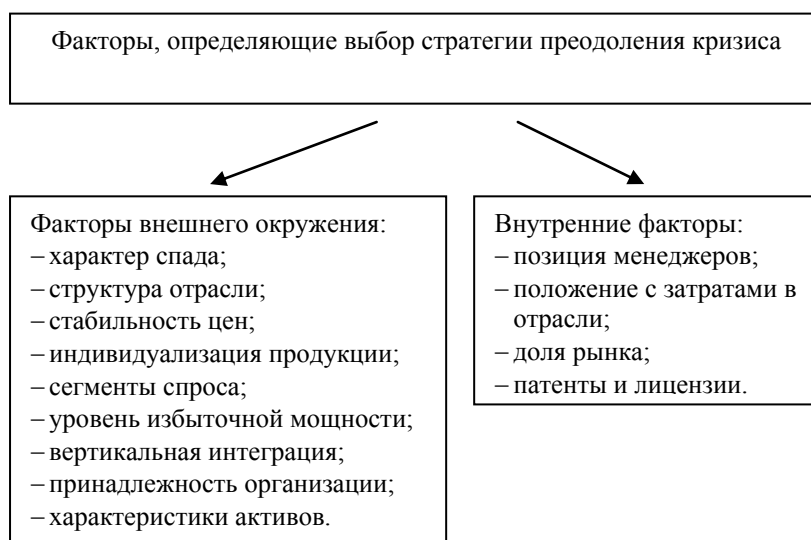 Факторы, определяющие выбор стратегии преодоления кризиса
Факторы внешнего окружения:
– характер спада;
– структура отрасли;
– стабильность цен;
– индивидуализация продукции;
– сегменты спроса;
– уровень избыточной мощности;
– вертикальная интеграция;
– принадлежность организации;
– характеристики активов.
Внутренние факторы:
– позиция менеджеров;
– положение с затратами в
отрасли;
– доля рынка;
– патенты и лицензии.